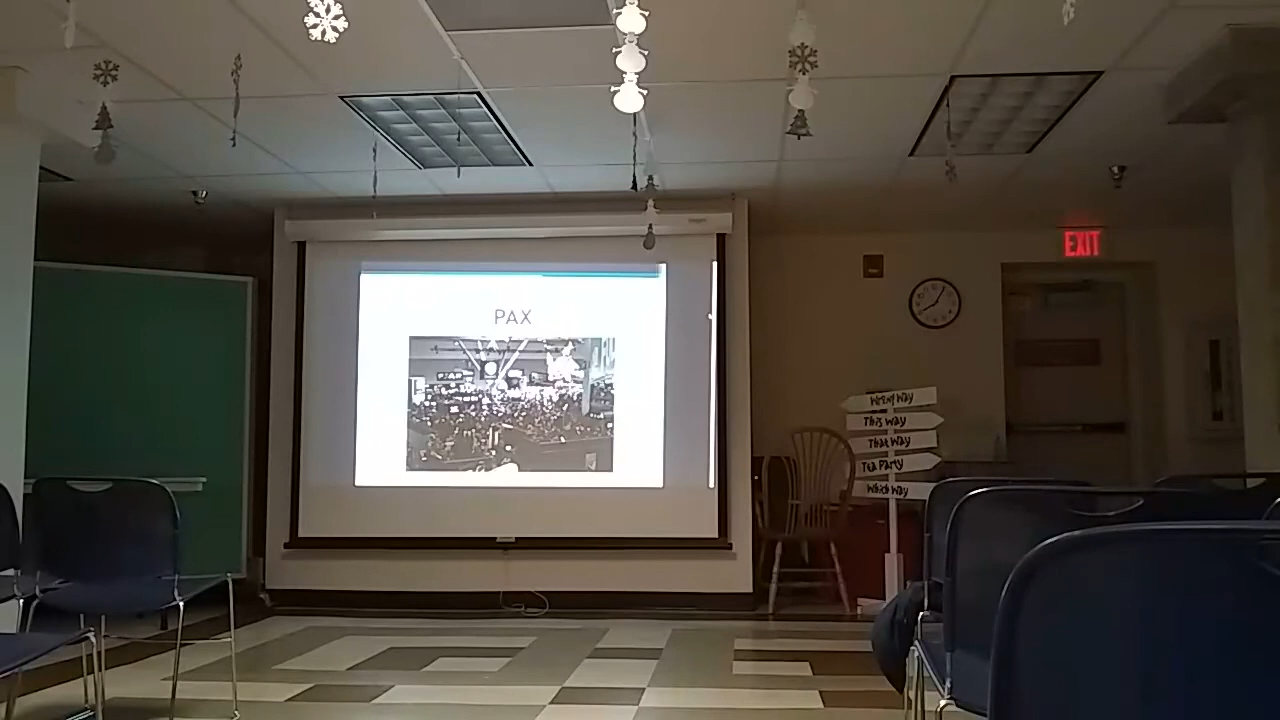 EXIT
PAX
Wrong Way
This Way
That Way
Tea Party
Which Way